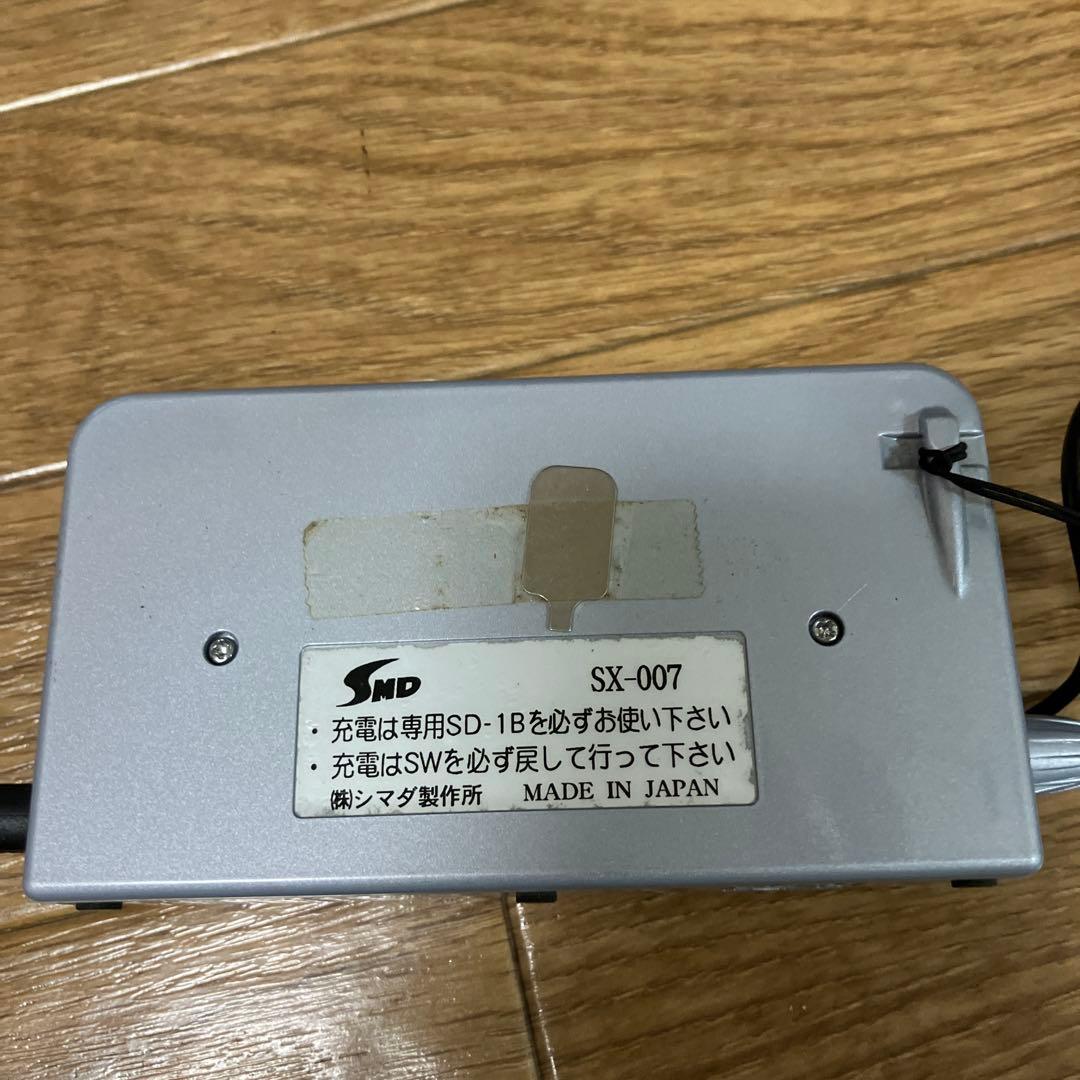 SMD SX-007
・充電は専用SD-1Bを必ずお使い下さい
・充電はSWを必ず戻して行って下さい
㈱シマダ製作所 MADE IN JAPAN